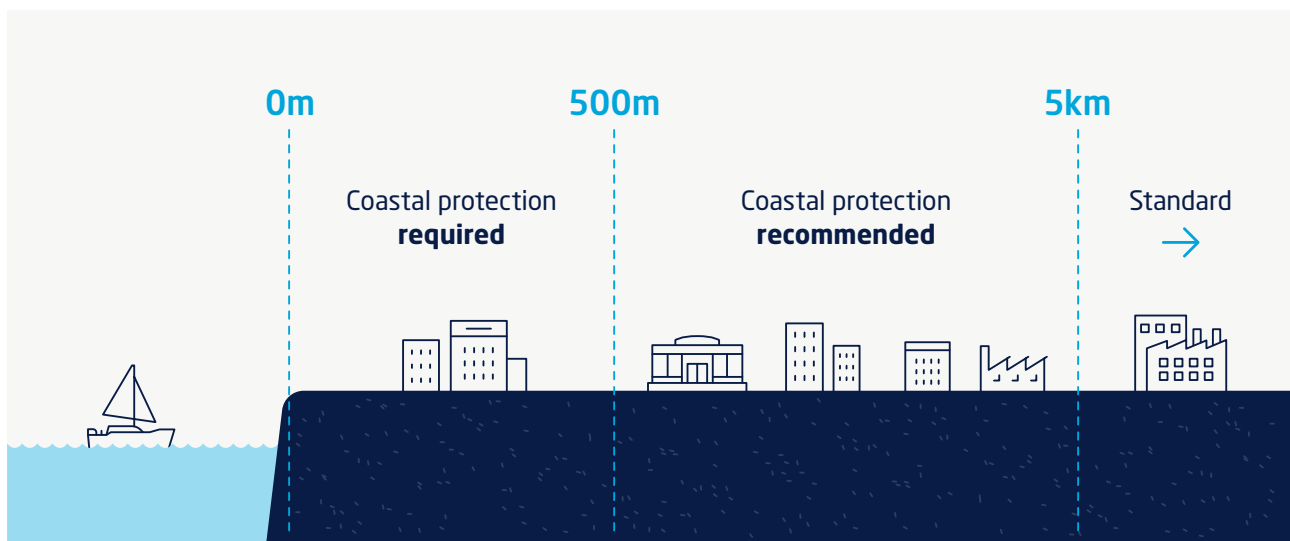 0m
500m
5km
Coastal protection
required
Coastal protection
recommended
Standard